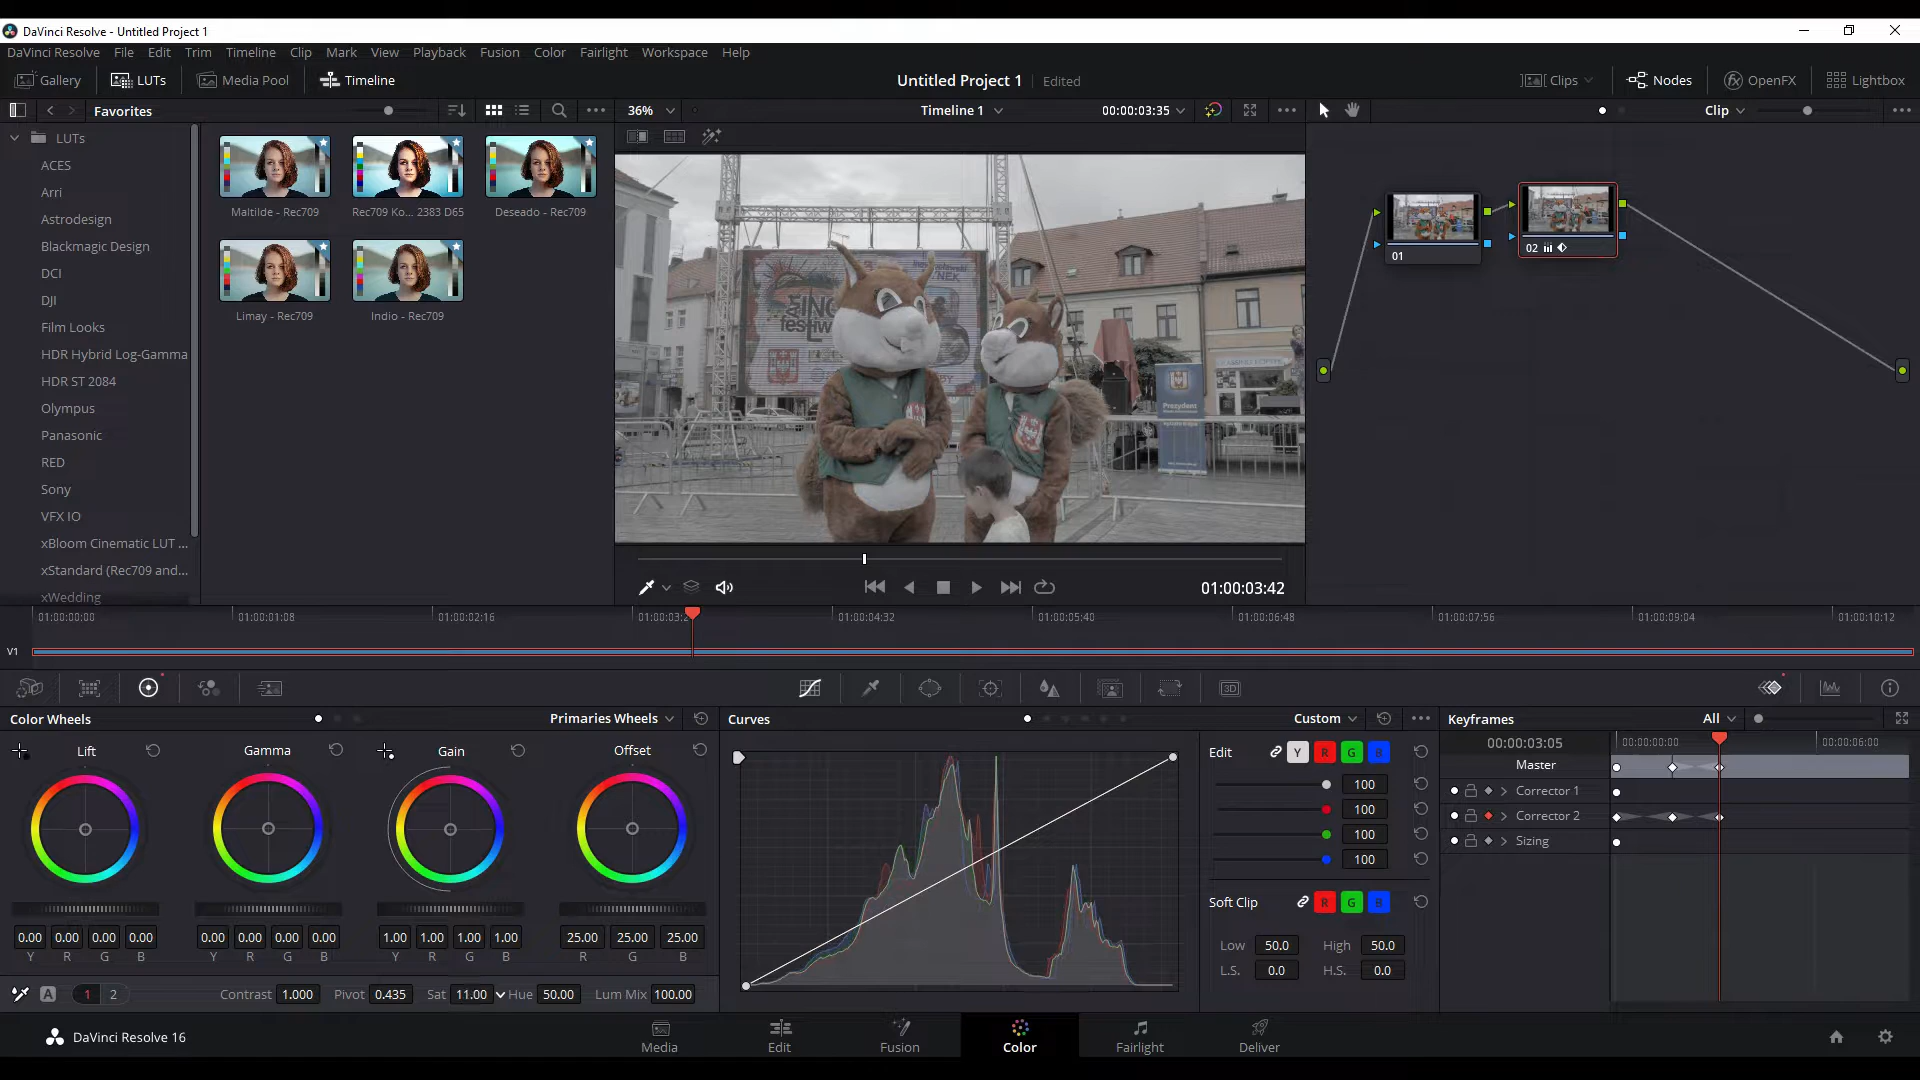 DaVinci Resolve - Untitled Project 1
DaVinci Resolve File Edit Trim Timeline Clip Mark View Playback Fusion Color Fairlight Workspace Help
Gallery LUTs Media Pool Timeline Untitled Project 1 Edited Clips Nodes OpenFX Lightbox
Favorites 36% Timeline 1 00:00:03:35 Clip
LUTs
ACES
Arri
Astrodesign
Blackmagic Design
DCI
DJI
Film Looks
HDR Hybrid Log-Gamma
HDR ST 2084
Olympus
Panasonic
RED
Sony
VFX IO
xBloom Cinematic LUT ...
xStandard (Rec709 and...
xWedding
Maltilde - Rec709 Rec709 Ko... 2383 D65 Deseado - Rec709
Limay - Rec709 Indio - Rec709
Prezydent
01 02
01:00:03:42
01:00:00:00 01:00:01:08 01:00:02:16 01:00:03:2 01:00:04:32 01:00:05:40 01:00:06:48 01:00:07:56 01:00:09:04 01:00:10:12
V1
3D
Color Wheels Primaries Wheels
Lift Gamma Gain Offset
0.00 0.00 0.00 0.00 0.00 0.00 0.00 0.00 1.00 1.00 1.00 1.00 25.00 25.00 25.00
Y R G B Y R G B Y R G B R G B
A 1 2 Contrast 1.000 Pivot 0.435 Sat 11.00 Hue 50.00 Lum Mix 100.00
Curves Custom
Edit Y R G B
100
100
100
100
Soft Clip R G B
Low 50.0 High 50.0
L.S. 0.0 H.S. 0.0
Keyframes All
00:00:03:05 00:00:00:00 00:00:06:00
Master
Corrector 1
Corrector 2
Sizing
DaVinci Resolve 16 Media Edit Fusion Color Fairlight Deliver